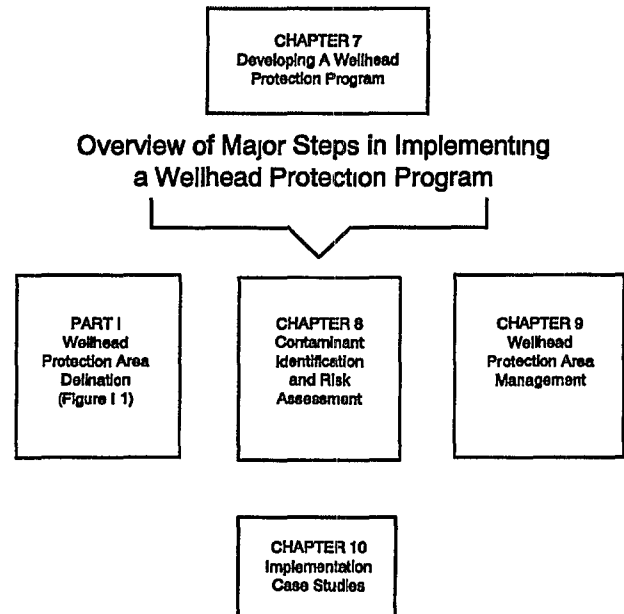 CHAPTER 7
Developing A Wellhead
Protection Program
Overview of Major Steps in Implementing
a Wellhead Protection Program
PART I
Wellhead
Protection Area
Delination
(Figure I 1)
CHAPTER 8
Contaminant
Identification
and Risk
Assessment
CHAPTER 9
Wellhead
Protection Area
Management
CHAPTER 10
Implementation
Case Studies